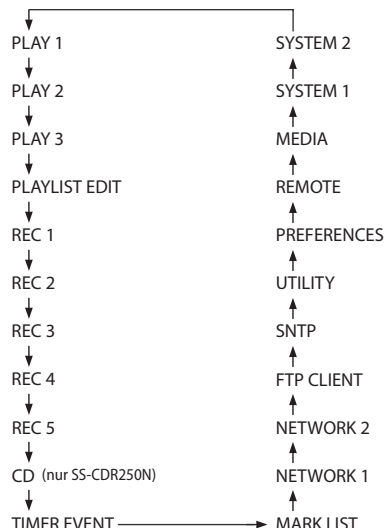 PLAY 1
PLAY 2
PLAY 3
PLAYLIST EDIT
REC 1
REC 2
REC 3
REC 4
REC 5
CD (nur SS-CDR250N)
TIMER EVENT
MARK LIST
NETWORK 1
NETWORK 2
FTP CLIENT
SNTP
UTILITY
PREFERENCES
REMOTE
MEDIA
SYSTEM 1
SYSTEM 2